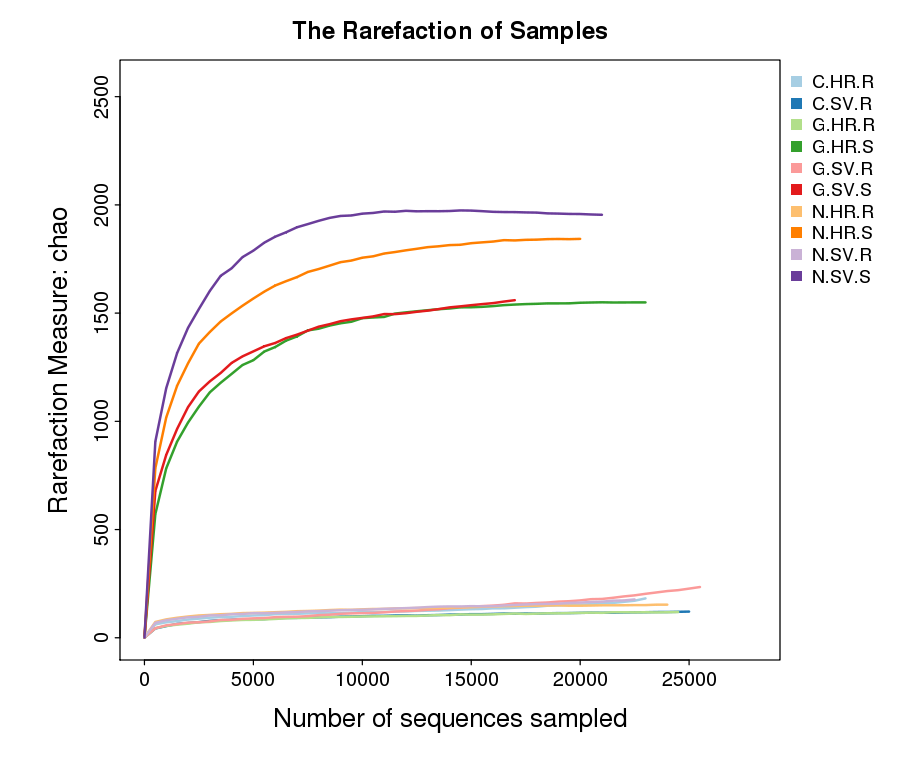 The Rarefaction of Samples
Rarefaction Measure: chao
2500
2000
1500
1000
500
0
0 5000 10000 15000 20000 25000
Number of sequences sampled
C.HR.R
C.SV.R
G.HR.R
G.HR.S
G.SV.R
G.SV.S
N.HR.R
N.HR.S
N.SV.R
N.SV.S